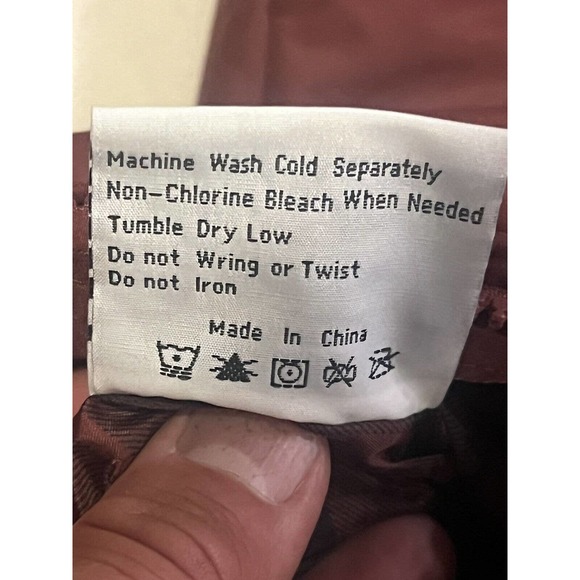 Machine Wash Cold Separately
Non-Chlorine Bleach When Needed
Tumble Dry Low
Do not Wring or Twist
Do not Iron
Made In China